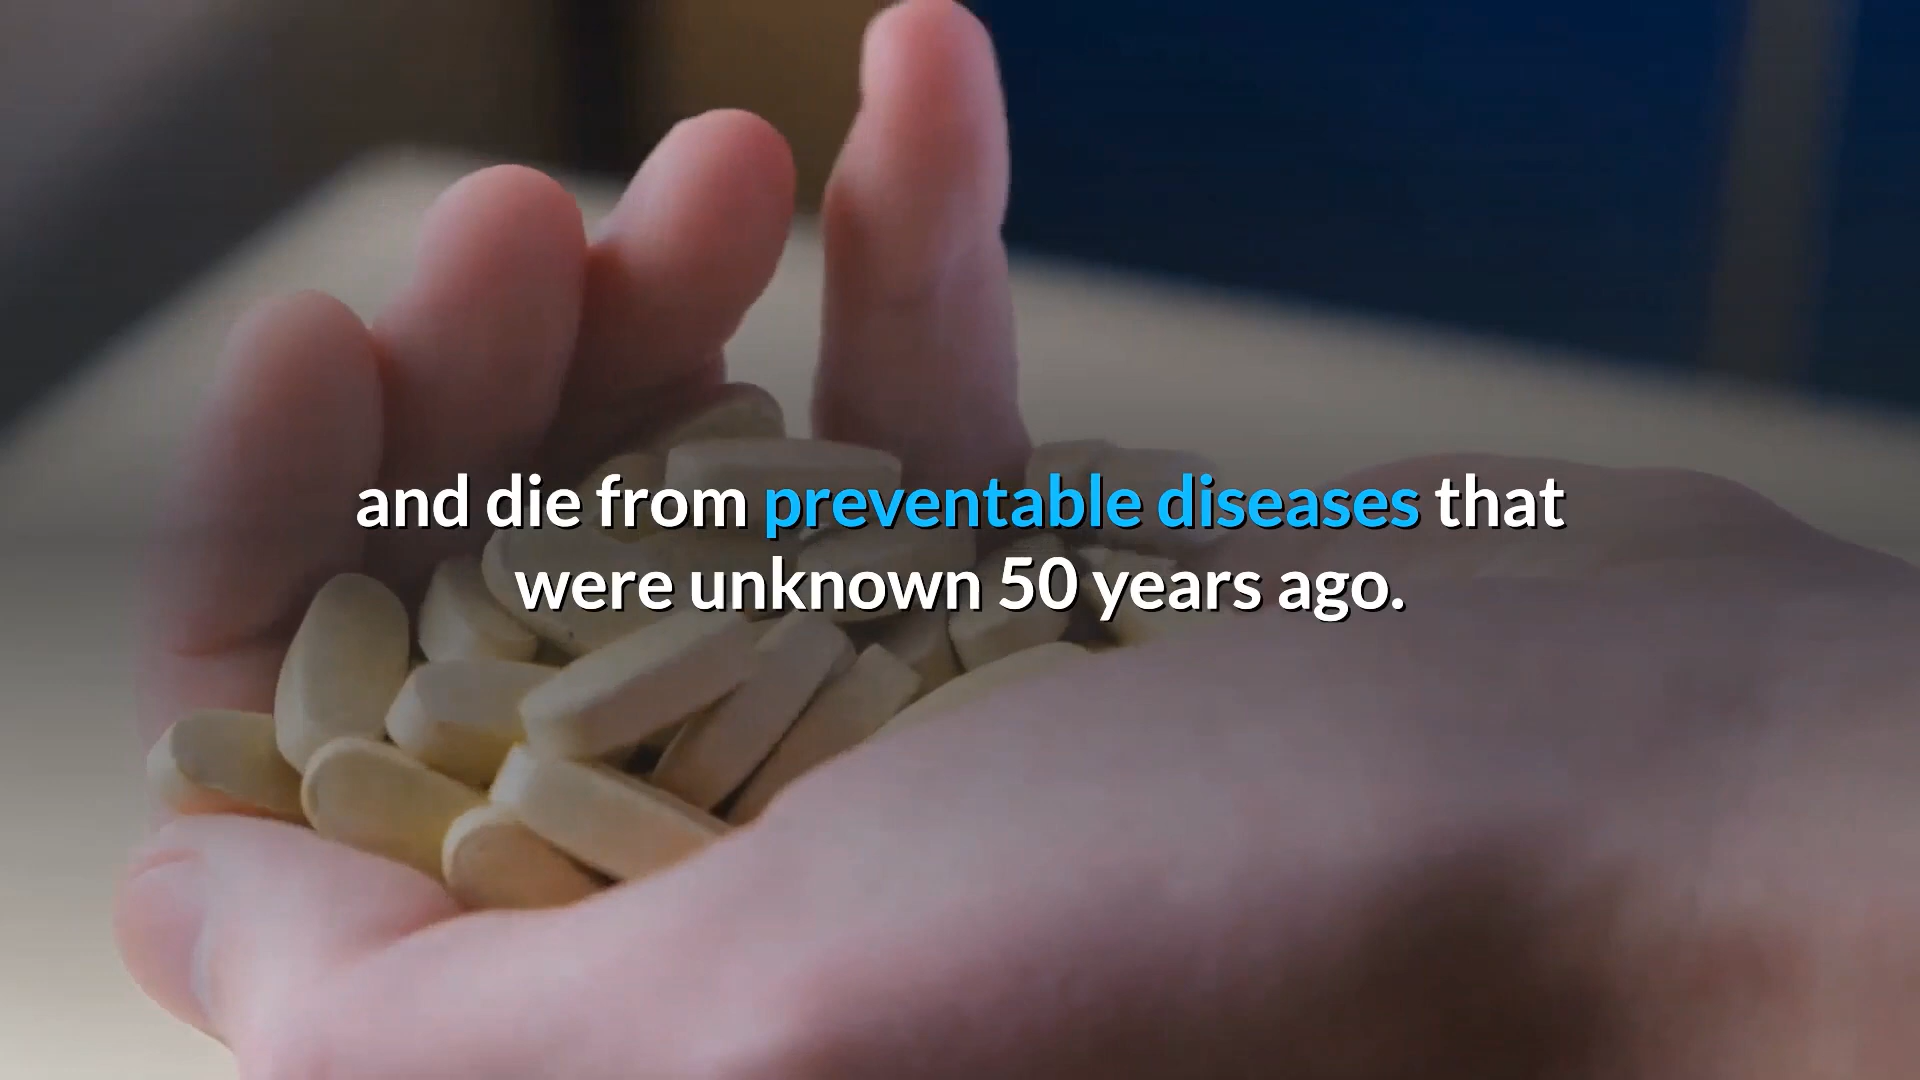 and die from preventable diseases that
were unknown 50 years ago.